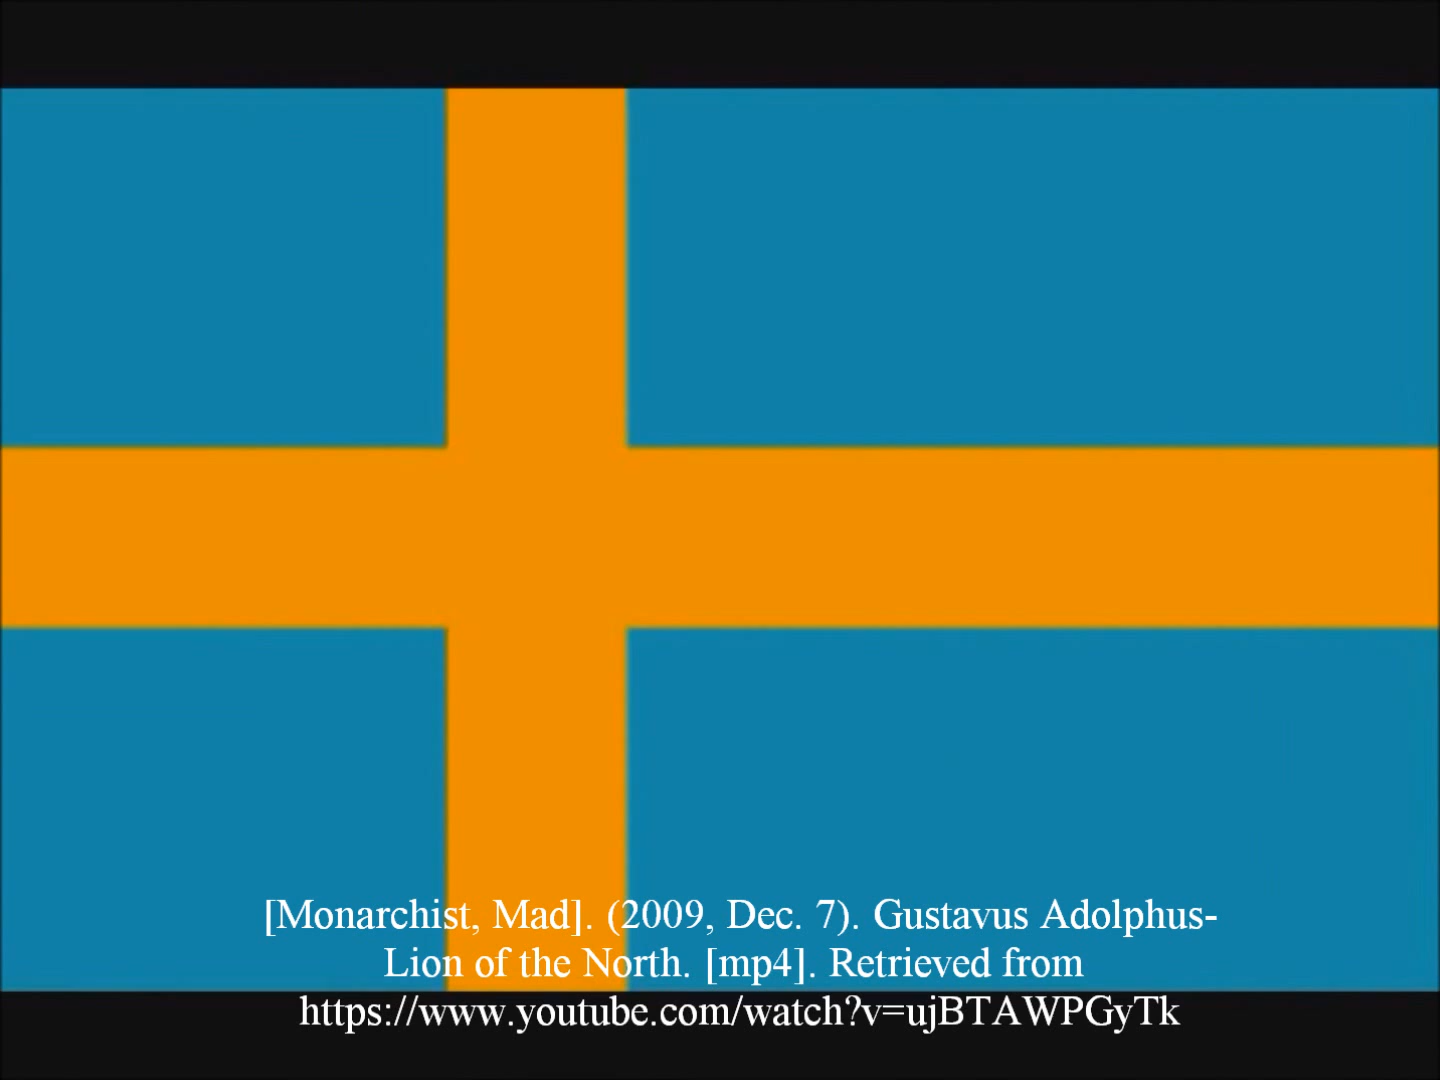 [Monarchist, Mad]. (2009, Dec. 7). Gustavus Adolphus-
Lion of the North. [mp4]. Retrieved from
https://www.youtube.com/watch?v=ujBTAWPGyTk